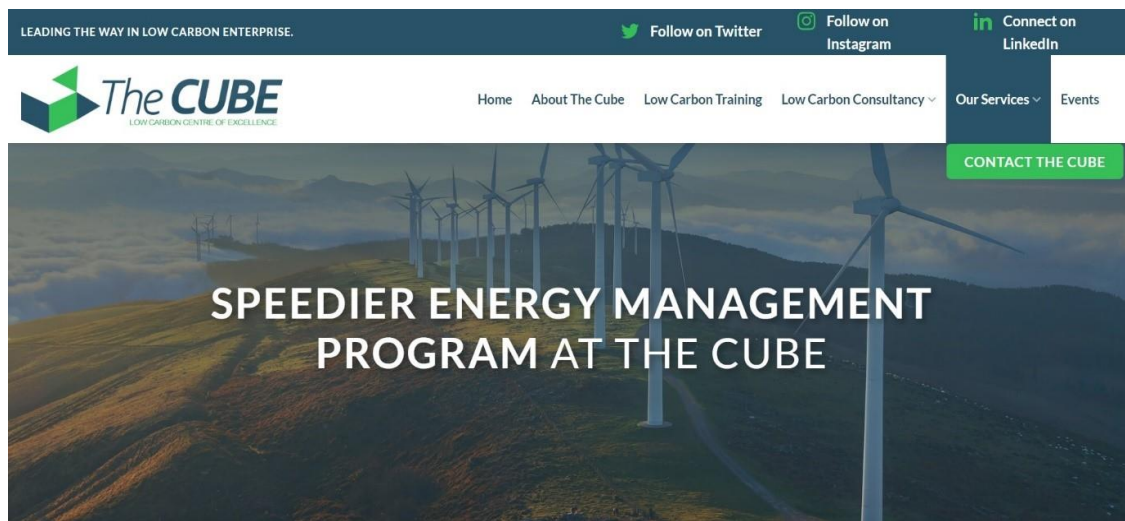 LEADING THE WAY IN LOW CARBON ENTERPRISE.
Follow on Twitter
Follow on
Instagram
Connect on
LinkedIn
The CUBE
LOW CARBON CENTRE OF EXCELLENCE
Home About The Cube Low Carbon Training Low Carbon Consultancy Our Services Events
CONTACT THE CUBE
SPEEDIER ENERGY MANAGEMENT
PROGRAM AT THE CUBE